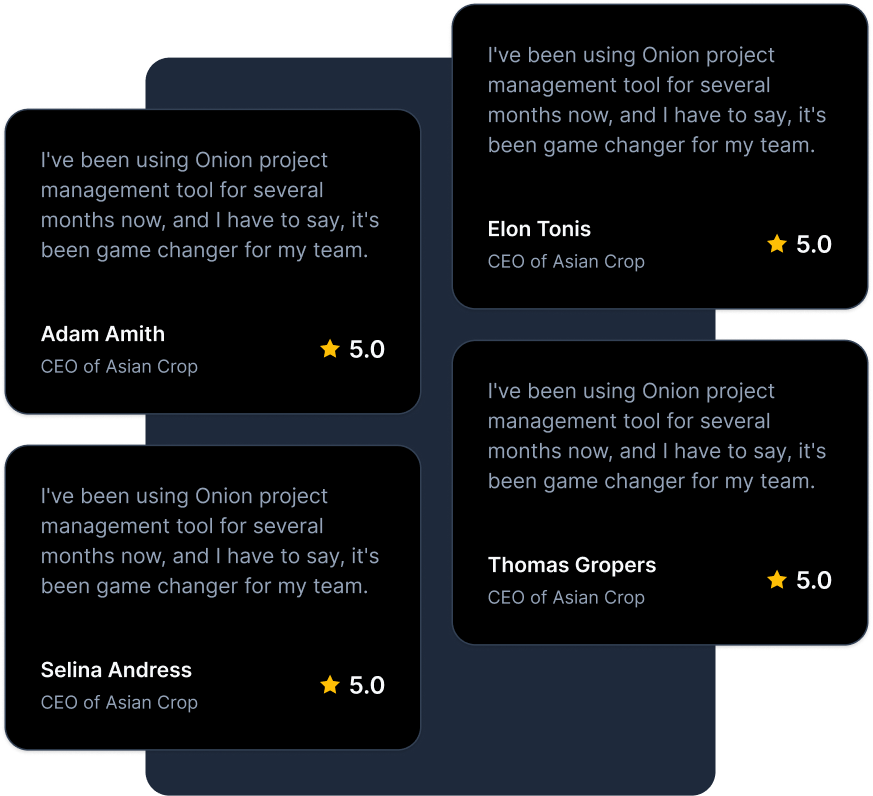 I've been using Onion project
management tool for several
months now, and I have to say, it's
been game changer for my team.
Adam Amith
CEO of Asian Crop
5.0
I've been using Onion project
management tool for several
months now, and I have to say, it's
been game changer for my team.
Selina Andress
CEO of Asian Crop
5.0
I've been using Onion project
management tool for several
months now, and I have to say, it's
been game changer for my team.
Elon Tonis
CEO of Asian Crop
5.0
I've been using Onion project
management tool for several
months now, and I have to say, it's
been game changer for my team.
Thomas Gropers
CEO of Asian Crop
5.0